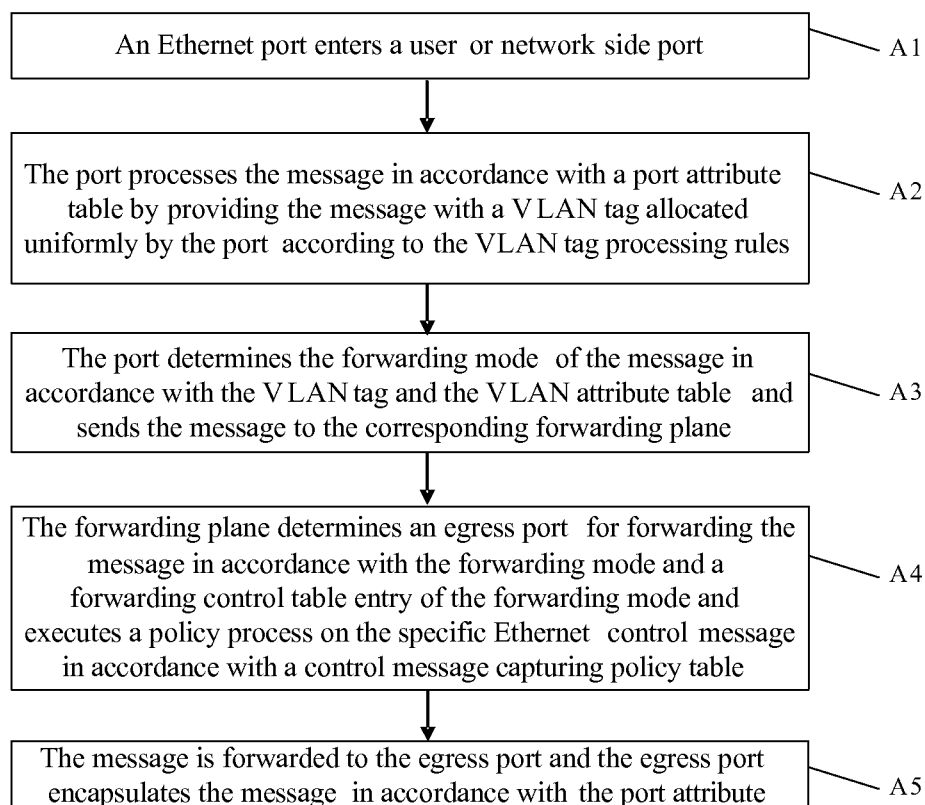 An Ethernet port enters a user or network side port
A1
The port processes the message in accordance with a port attribute
table by providing the message with a VLAN tag allocated
uniformly by the port according to the VLAN tag processing rules
A2
The port determines the forwarding mode of the message in
accordance with the VLAN tag and the VLAN attribute table and
sends the message to the corresponding forwarding plane
A3
The forwarding plane determines an egress port for forwarding the
message in accordance with the forwarding mode and a
forwarding control table entry of the forwarding mode and
executes a policy process on the specific Ethernet control message
in accordance with a control message capturing policy table
A4
The message is forwarded to the egress port and the egress port
encapsulates the message in accordance with the port attribute
A5